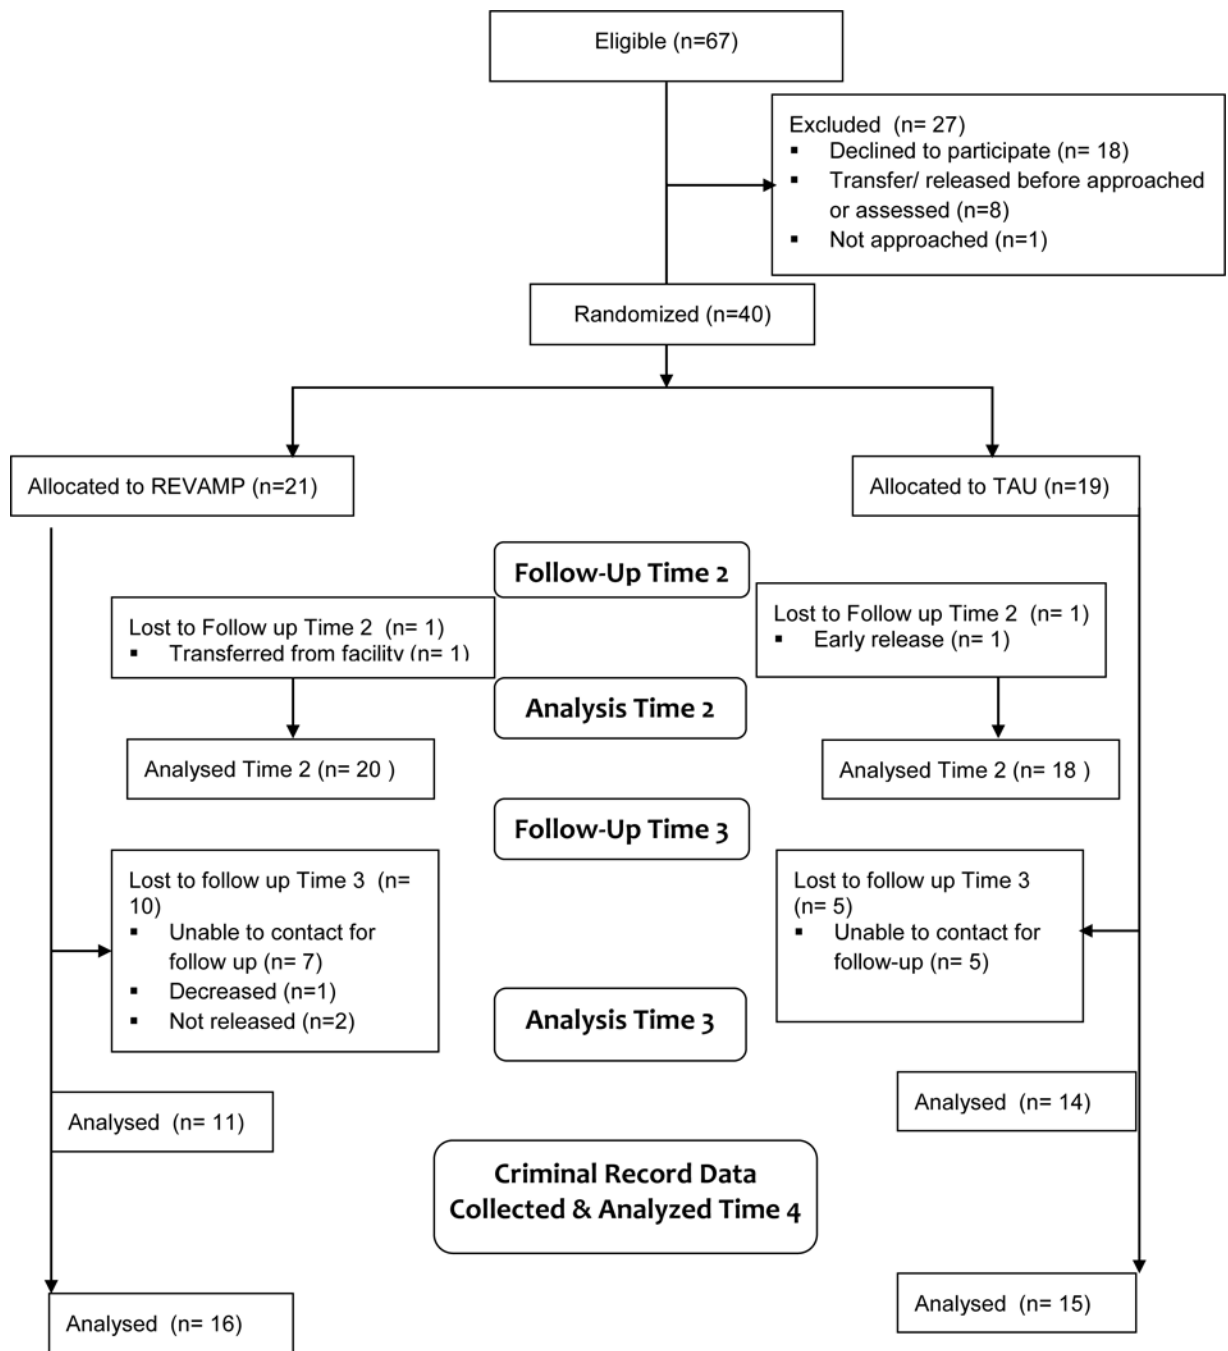 Eligible (n=67)
Excluded (n= 27)
▪ Declined to participate (n= 18)
▪ Transfer/ released before approached
or assessed (n=8)
▪ Not approached (n=1)
Randomized (n=40)
Allocated to REVAMP (n=21)
Allocated to TAU (n=19)
Follow-Up Time 2
Lost to Follow up Time 2 (n= 1)
▪ Transferred from facility (n= 1)
Lost to Follow up Time 2 (n= 1)
▪ Early release (n= 1)
Analysis Time 2
Analysed Time 2 (n= 20 )
Analysed Time 2 (n= 18 )
Follow-Up Time 3
Lost to follow up Time 3 (n=
10)
▪ Unable to contact for
follow up (n= 7)
▪ Decreased (n=1)
▪ Not released (n=2)
Lost to follow up Time 3
(n= 5)
▪ Unable to contact for
follow-up (n= 5)
Analysis Time 3
Analysed (n= 11)
Analysed (n= 14)
Criminal Record Data
Collected & Analyzed Time 4
Analysed (n= 16)
Analysed (n= 15)